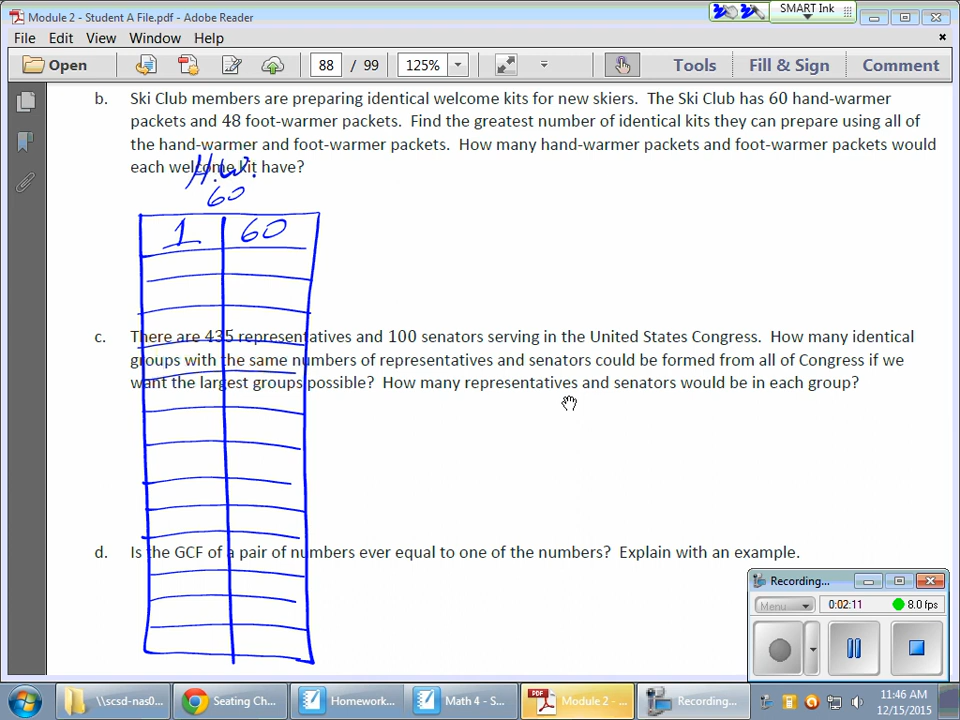 Module 2 - Student A File.pdf - Adobe Reader
SMART Ink
File Edit View Window Help
Open 88 / 99 125% Tools Fill & Sign Comment
b. Ski Club members are preparing identical welcome kits for new skiers. The Ski Club has 60 hand-warmer
packets and 48 foot-warmer packets. Find the greatest number of identical kits they can prepare using all of
the hand-warmer and foot-warmer packets. How many hand-warmer packets and foot-warmer packets would
each welcome kit have?
H.W.
60
1 60
c. There are 435 representatives and 100 senators serving in the United States Congress. How many identical
groups with the same numbers of representatives and senators could be formed from all of Congress if we
want the largest groups possible? How many representatives and senators would be in each group?
d. Is the GCF of a pair of numbers ever equal to one of the numbers? Explain with an example.
Recording...
Menu 0:02:11 8.0 fps
\\scsd-nas0... Seating Ch... Homework... Math 4 - S... Module 2 -... Recording...
11:46 AM
12/15/2015